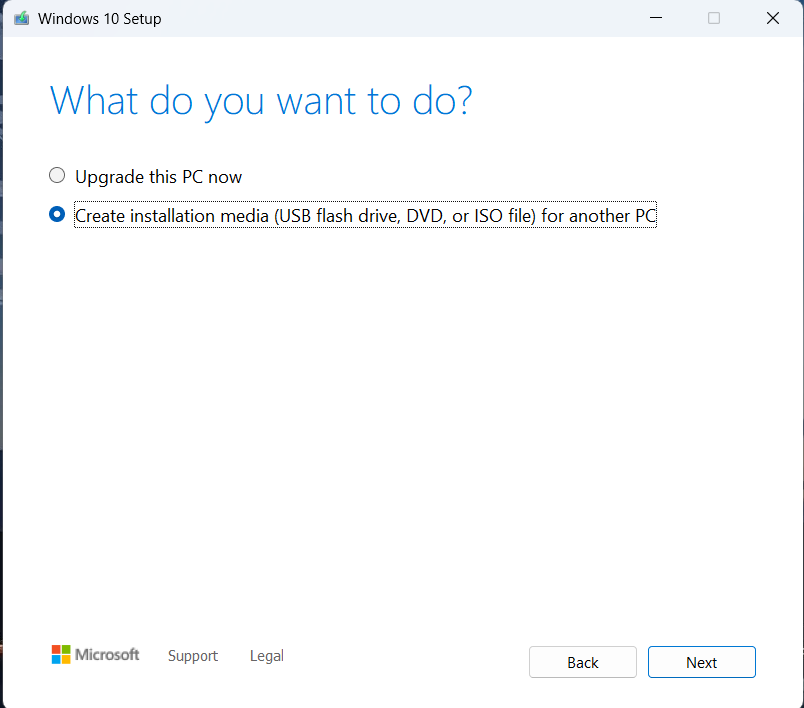 Windows 10 Setup
What do you want to do?
Upgrade this PC now
Create installation media (USB flash drive, DVD, or ISO file) for another PC
Microsoft Support Legal Back Next